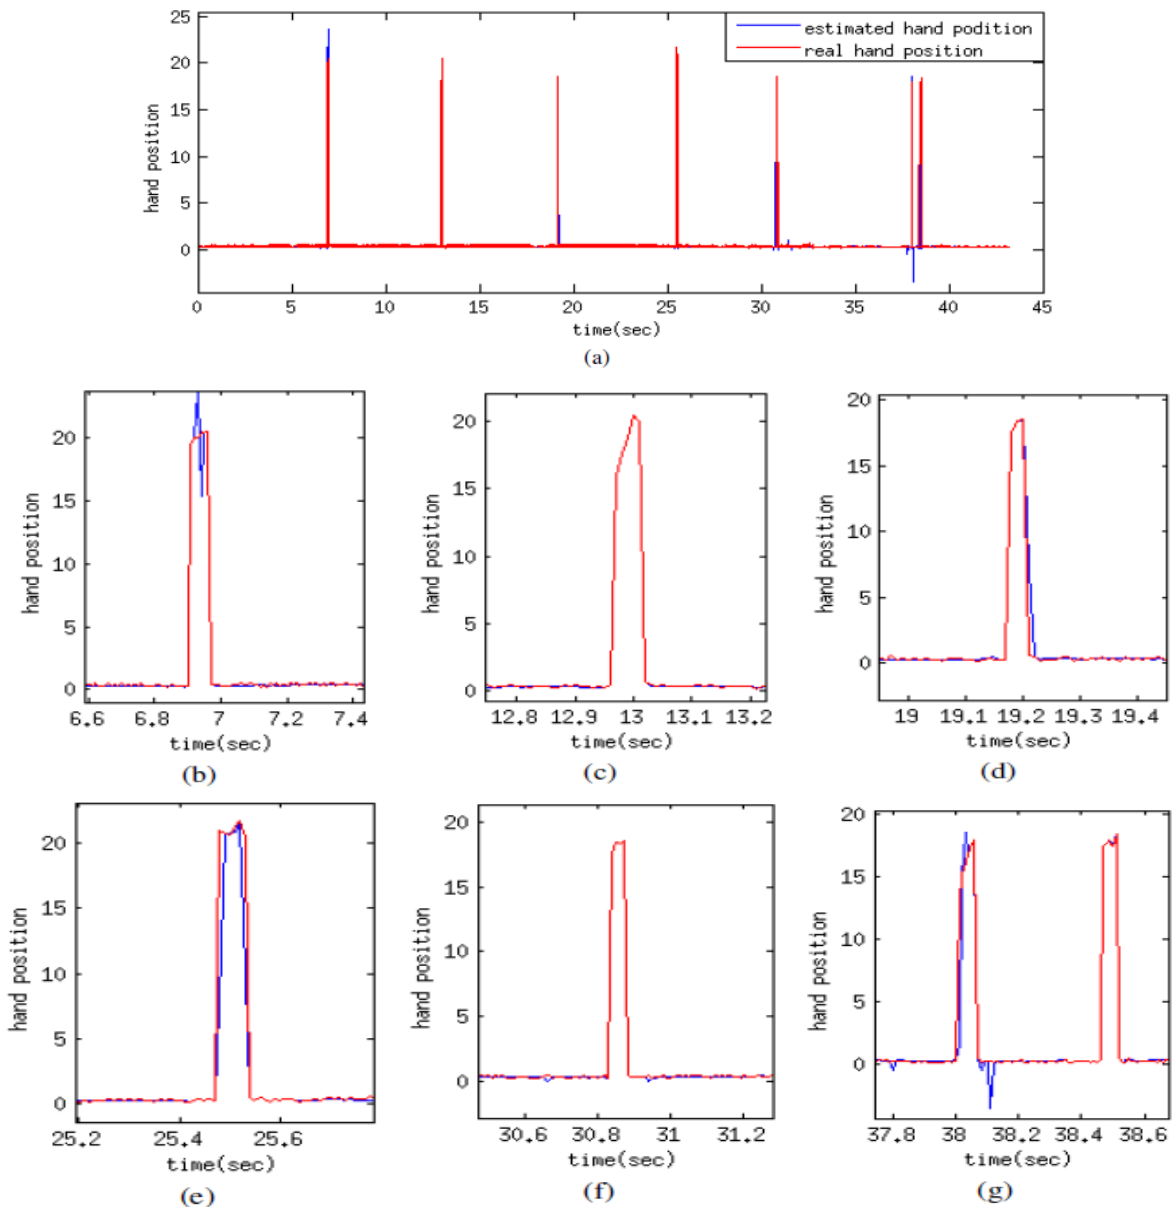 25
20
15
10
5
0
hand position
estimated hand podition
real hand position
0 5 10 15 20 25 30 35 40 45
time(sec)
(a)
20
15
10
5
0
hand position
6.6 6.8 7 7.2 7.4
time(sec)
(b)
20
15
10
5
0
hand position
12.8 12.9 13 13.1 13.2
time(sec)
(c)
20
15
10
5
0
hand position
19 19.1 19.2 19.3 19.4
time(sec)
(d)
20
15
10
5
0
hand position
25.2 25.4 25.6
time(sec)
(e)
20
15
10
5
0
hand position
30.6 30.8 31 31.2
time(sec)
(f)
20
15
10
5
0
hand position
37.8 38 38.2 38.4 38.6
time(sec)
(g)